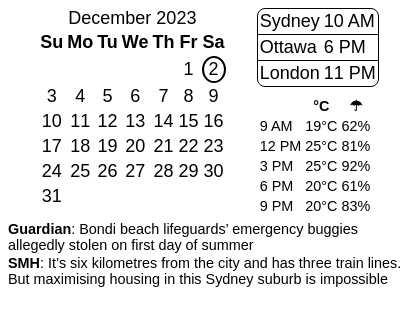 December 2023
Su Mo Tu We Th Fr Sa
1 2
3 4 5 6 7 8 9
10 11 12 13 14 15 16
17 18 19 20 21 22 23
24 25 26 27 28 29 30
31
Sydney 10 AM
Ottawa 6 PM
London 11 PM
°C ☂
9 AM 19°C 62%
12 PM 25°C 81%
3 PM 25°C 92%
6 PM 20°C 61%
9 PM 20°C 83%
Guardian: Bondi beach lifeguards’ emergency buggies
allegedly stolen on first day of summer
SMH: It’s six kilometres from the city and has three train lines.
But maximising housing in this Sydney suburb is impossible